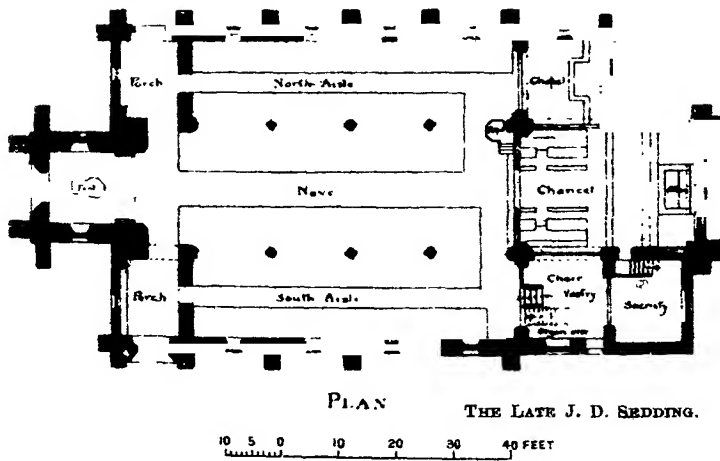 Porch
North Aisle
Chapel
Font
Nave
Chancel
Porch
South Aisle
Choir
Vestry
Sacristy
PLAN
THE LATE J. D. SEDDING.
10 5 0 10 20 30 40 FEET